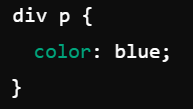 div p {
  color: blue;
}